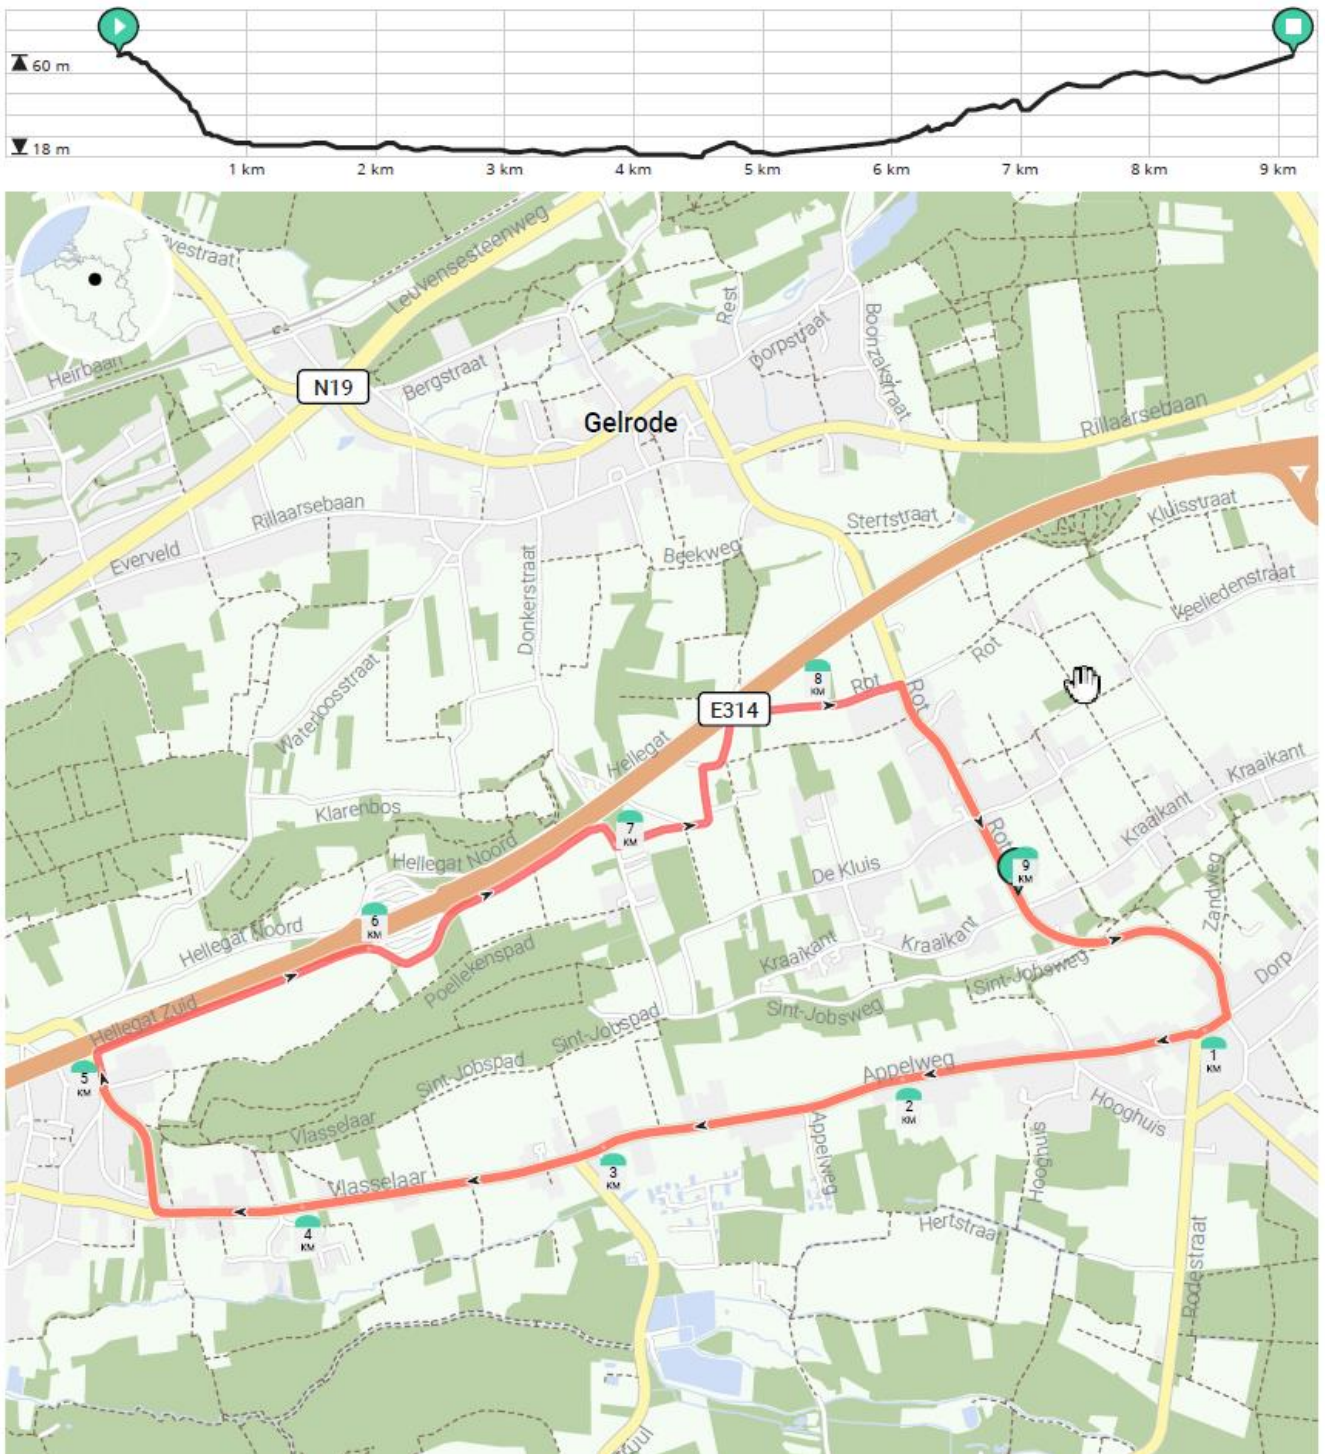 60 m
18 m
1 km
2 km
3 km
4 km
5 km
6 km
7 km
8 km
9 km
Leuvensesteenweg
Heirbaan
N19
Bergstraat
Rest
Dorpstraat
Boonzakstraat
Gelrode
Rillaarsebaan
Rillaarsebaan
Everveld
Stertstraat
Kluisstraat
Beekweg
Donkerstraat
Keeliedenstraat
Waterloosstraat
Rot
8
KM
Rot
Rot
E314
Hellegat
Klarenbos
Kraaikant
Kraaikant
7
KM
Rot
Hellegat Noord
De Kluis
9
KM
Zandweg
6
KM
Hellegat Noord
Kraaikant
Kraaikant
Poellekenspad
Sint-Jobsweg
Dorp
Hellegat Zuid
Sint-Jobspad
Sint-Jobsweg
5
KM
Sint-Jobspad
Appelweg
1
KM
2
KM
Hooghuis
Vlasselaar
Appelweg
Hooghuis
3
KM
Vlasselaar
4
KM
Hertstraat
Rodestraat